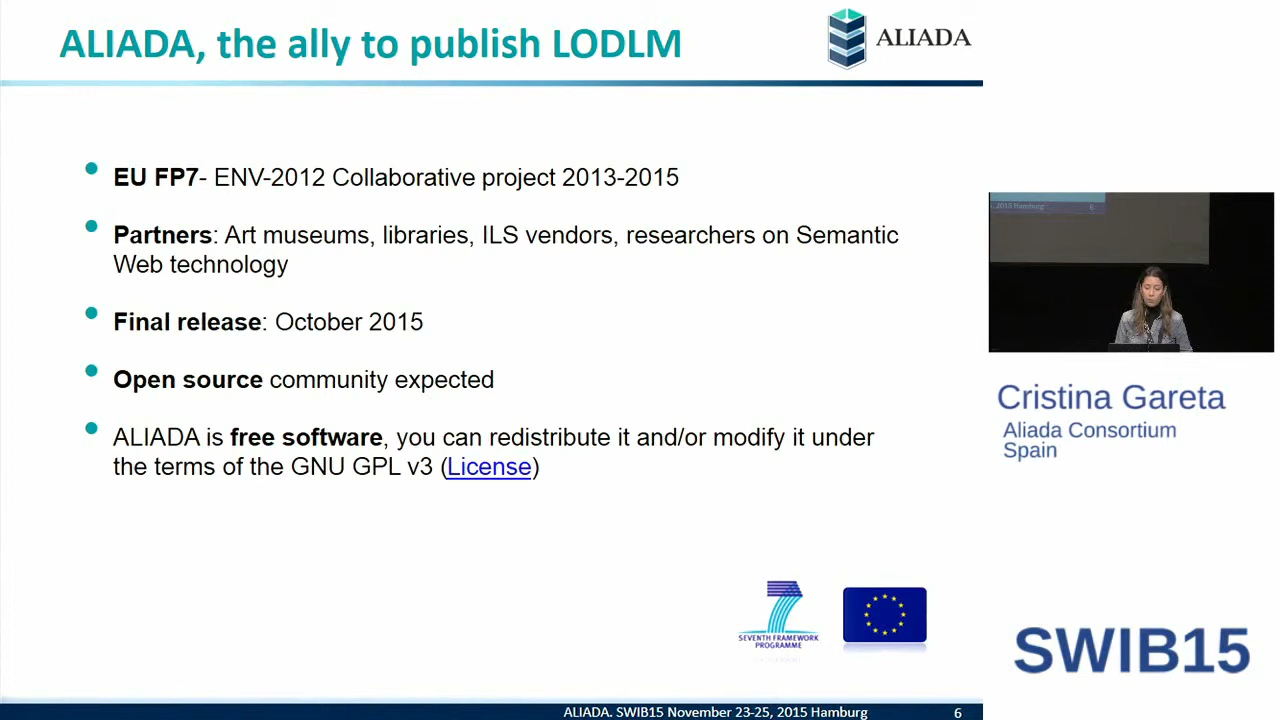 ALIADA, the ally to publish LODLM
ALIADA
EU FP7- ENV-2012 Collaborative project 2013-2015
Partners: Art museums, libraries, ILS vendors, researchers on Semantic
Web technology
Final release: October 2015
Open source community expected
ALIADA is free software, you can redistribute it and/or modify it under
the terms of the GNU GPL v3 (License)
SEVENTH FRAMEWORK
PROGRAMME
ALIADA. SWIB15 November 23-25, 2015 Hamburg
6
2015 Hamburg
6
Cristina Gareta
Aliada Consortium
Spain
SWIB15